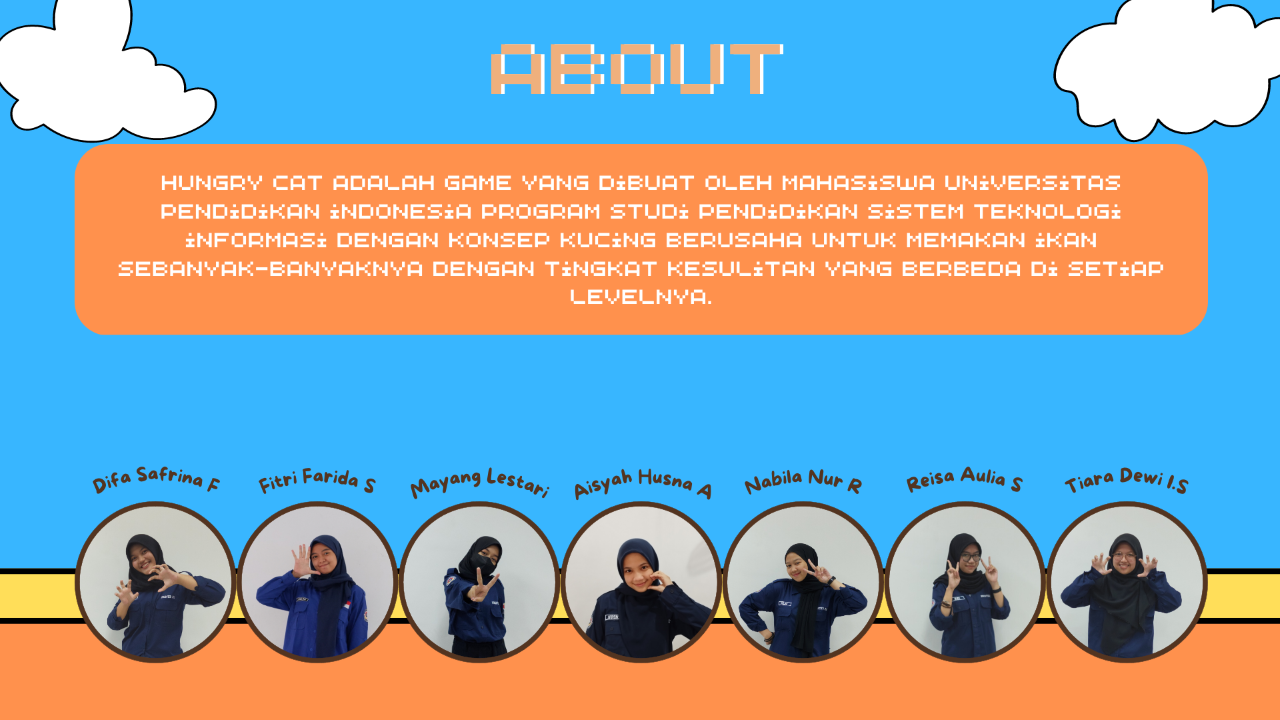 ABOUT
HUNGRY CAT ADALAH GAME YANG DiBUAT OLEH MAHASiSWA UNiVERSiTAS
PENDiDiKAN iNDONESiA PROGRAM STUDi PENDiDiKAN SiSTEM TEKNOLOGi
iNFORMASi DENGAN KONSEP KUCiNG BERUSAHA UNTUK MEMAKAN iKAN
SEBANYAK-BANYAKNYA DENGAN TiNGKAT KESULiTAN YANG BERBEDA Di SETiAP
LEVELNYA.
Difa Safrina F
Fitri Farida S
Mayang Lestari
Aisyah Husna A
Nabila Nur R
Reisa Aulia S
Tiara Dewi I.S